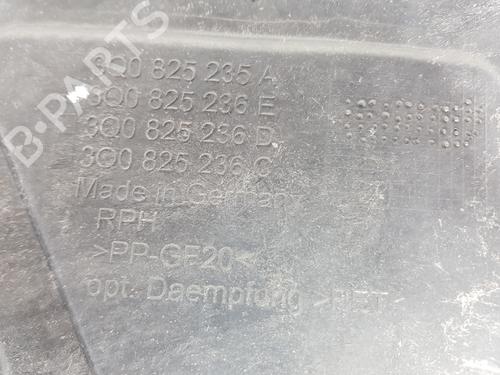 3Q0 825 235 A
3Q0 825 236 E
3Q0 825 236 D
3Q0 825 236 C
Made in Germany
RPH
>PP-GF20<
opt. Daempfung
B-PARTS